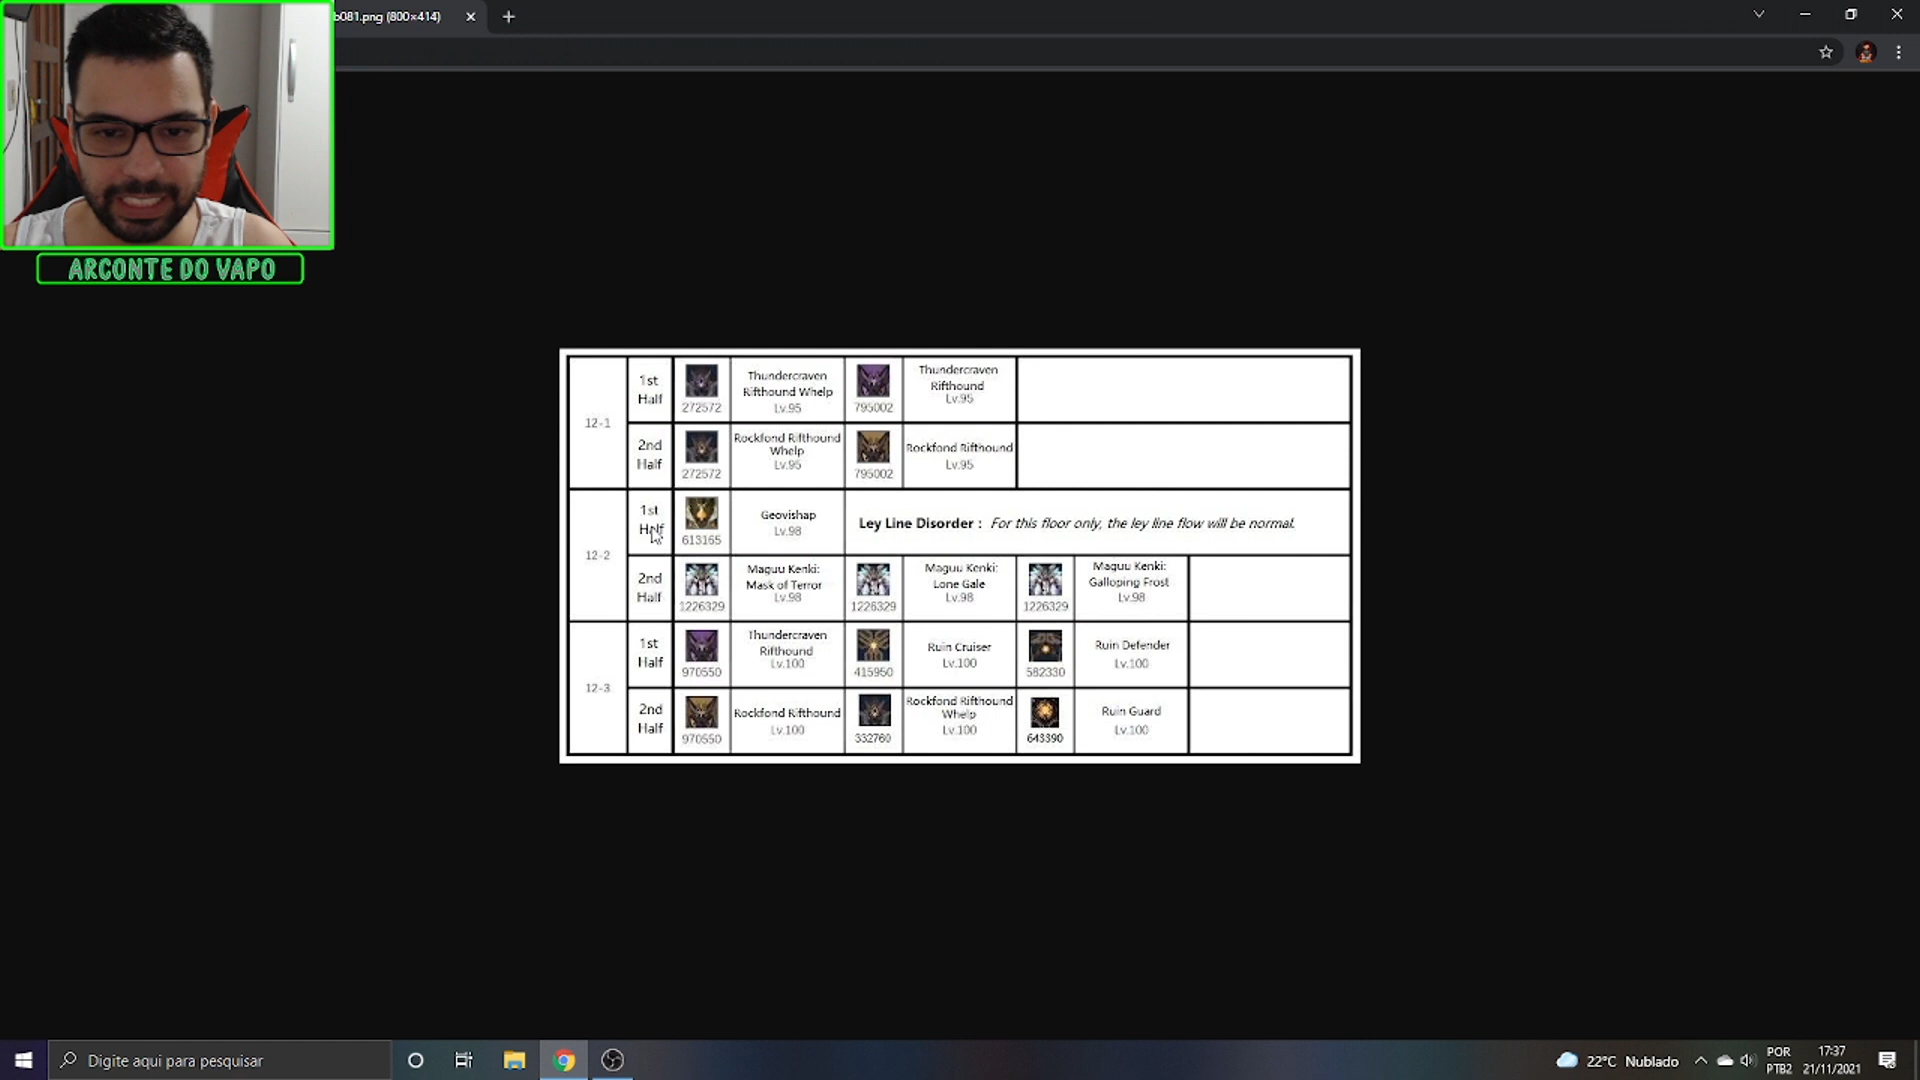 b081.png (800×414)
ARCONTE DO VAPO
12-1
1st
Half
272572
Thundercraven
Rifthound Whelp
Lv.95
795002
Thundercraven
Rifthound
Lv.95
2nd
Half
272572
Rockfond Rifthound
Whelp
Lv.95
795002
Rockfond Rifthound
Lv.95
12-2
1st
Half
613165
Geovishap
Lv.98
Ley Line Disorder : For this floor only, the ley line flow will be normal.
2nd
Half
1226329
Maguu Kenki:
Mask of Terror
Lv.98
1226329
Maguu Kenki:
Lone Gale
Lv.98
1226329
Maguu Kenki:
Galloping Frost
Lv.98
12-3
1st
Half
970550
Thundercraven
Rifthound
Lv.100
415950
Ruin Cruiser
Lv.100
582330
Ruin Defender
Lv.100
2nd
Half
970550
Rockfond Rifthound
Lv.100
332760
Rockfond Rifthound
Whelp
Lv.100
643390
Ruin Guard
Lv.100
Digite aqui para pesquisar
22°C Nublado
POR
PTB2
17:37
21/11/2021